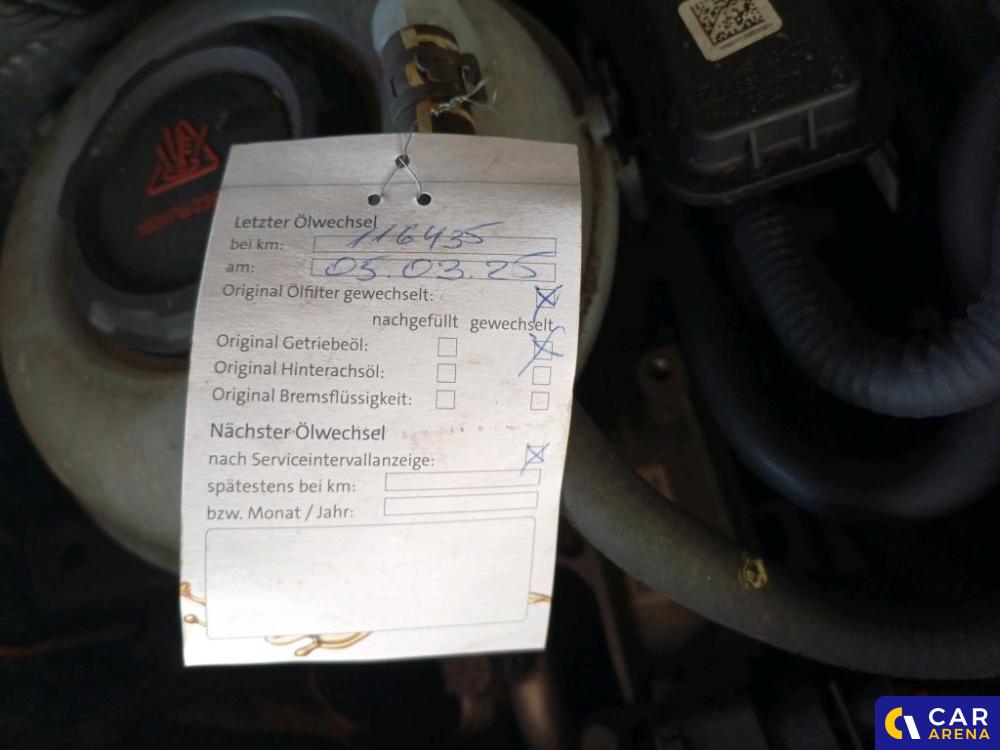 Letzter Ölwechsel
bei km: 116435
am: 05.03.25
Original Ölfilter gewechselt:
nachgefüllt gewechselt
Original Getriebeöl:
Original Hinterachsöl:
Original Bremsflüssigkeit:
Nächster Ölwechsel
nach Serviceintervallanzeige:
spätestens bei km:
bzw. Monat / Jahr:
CAR
ARENA